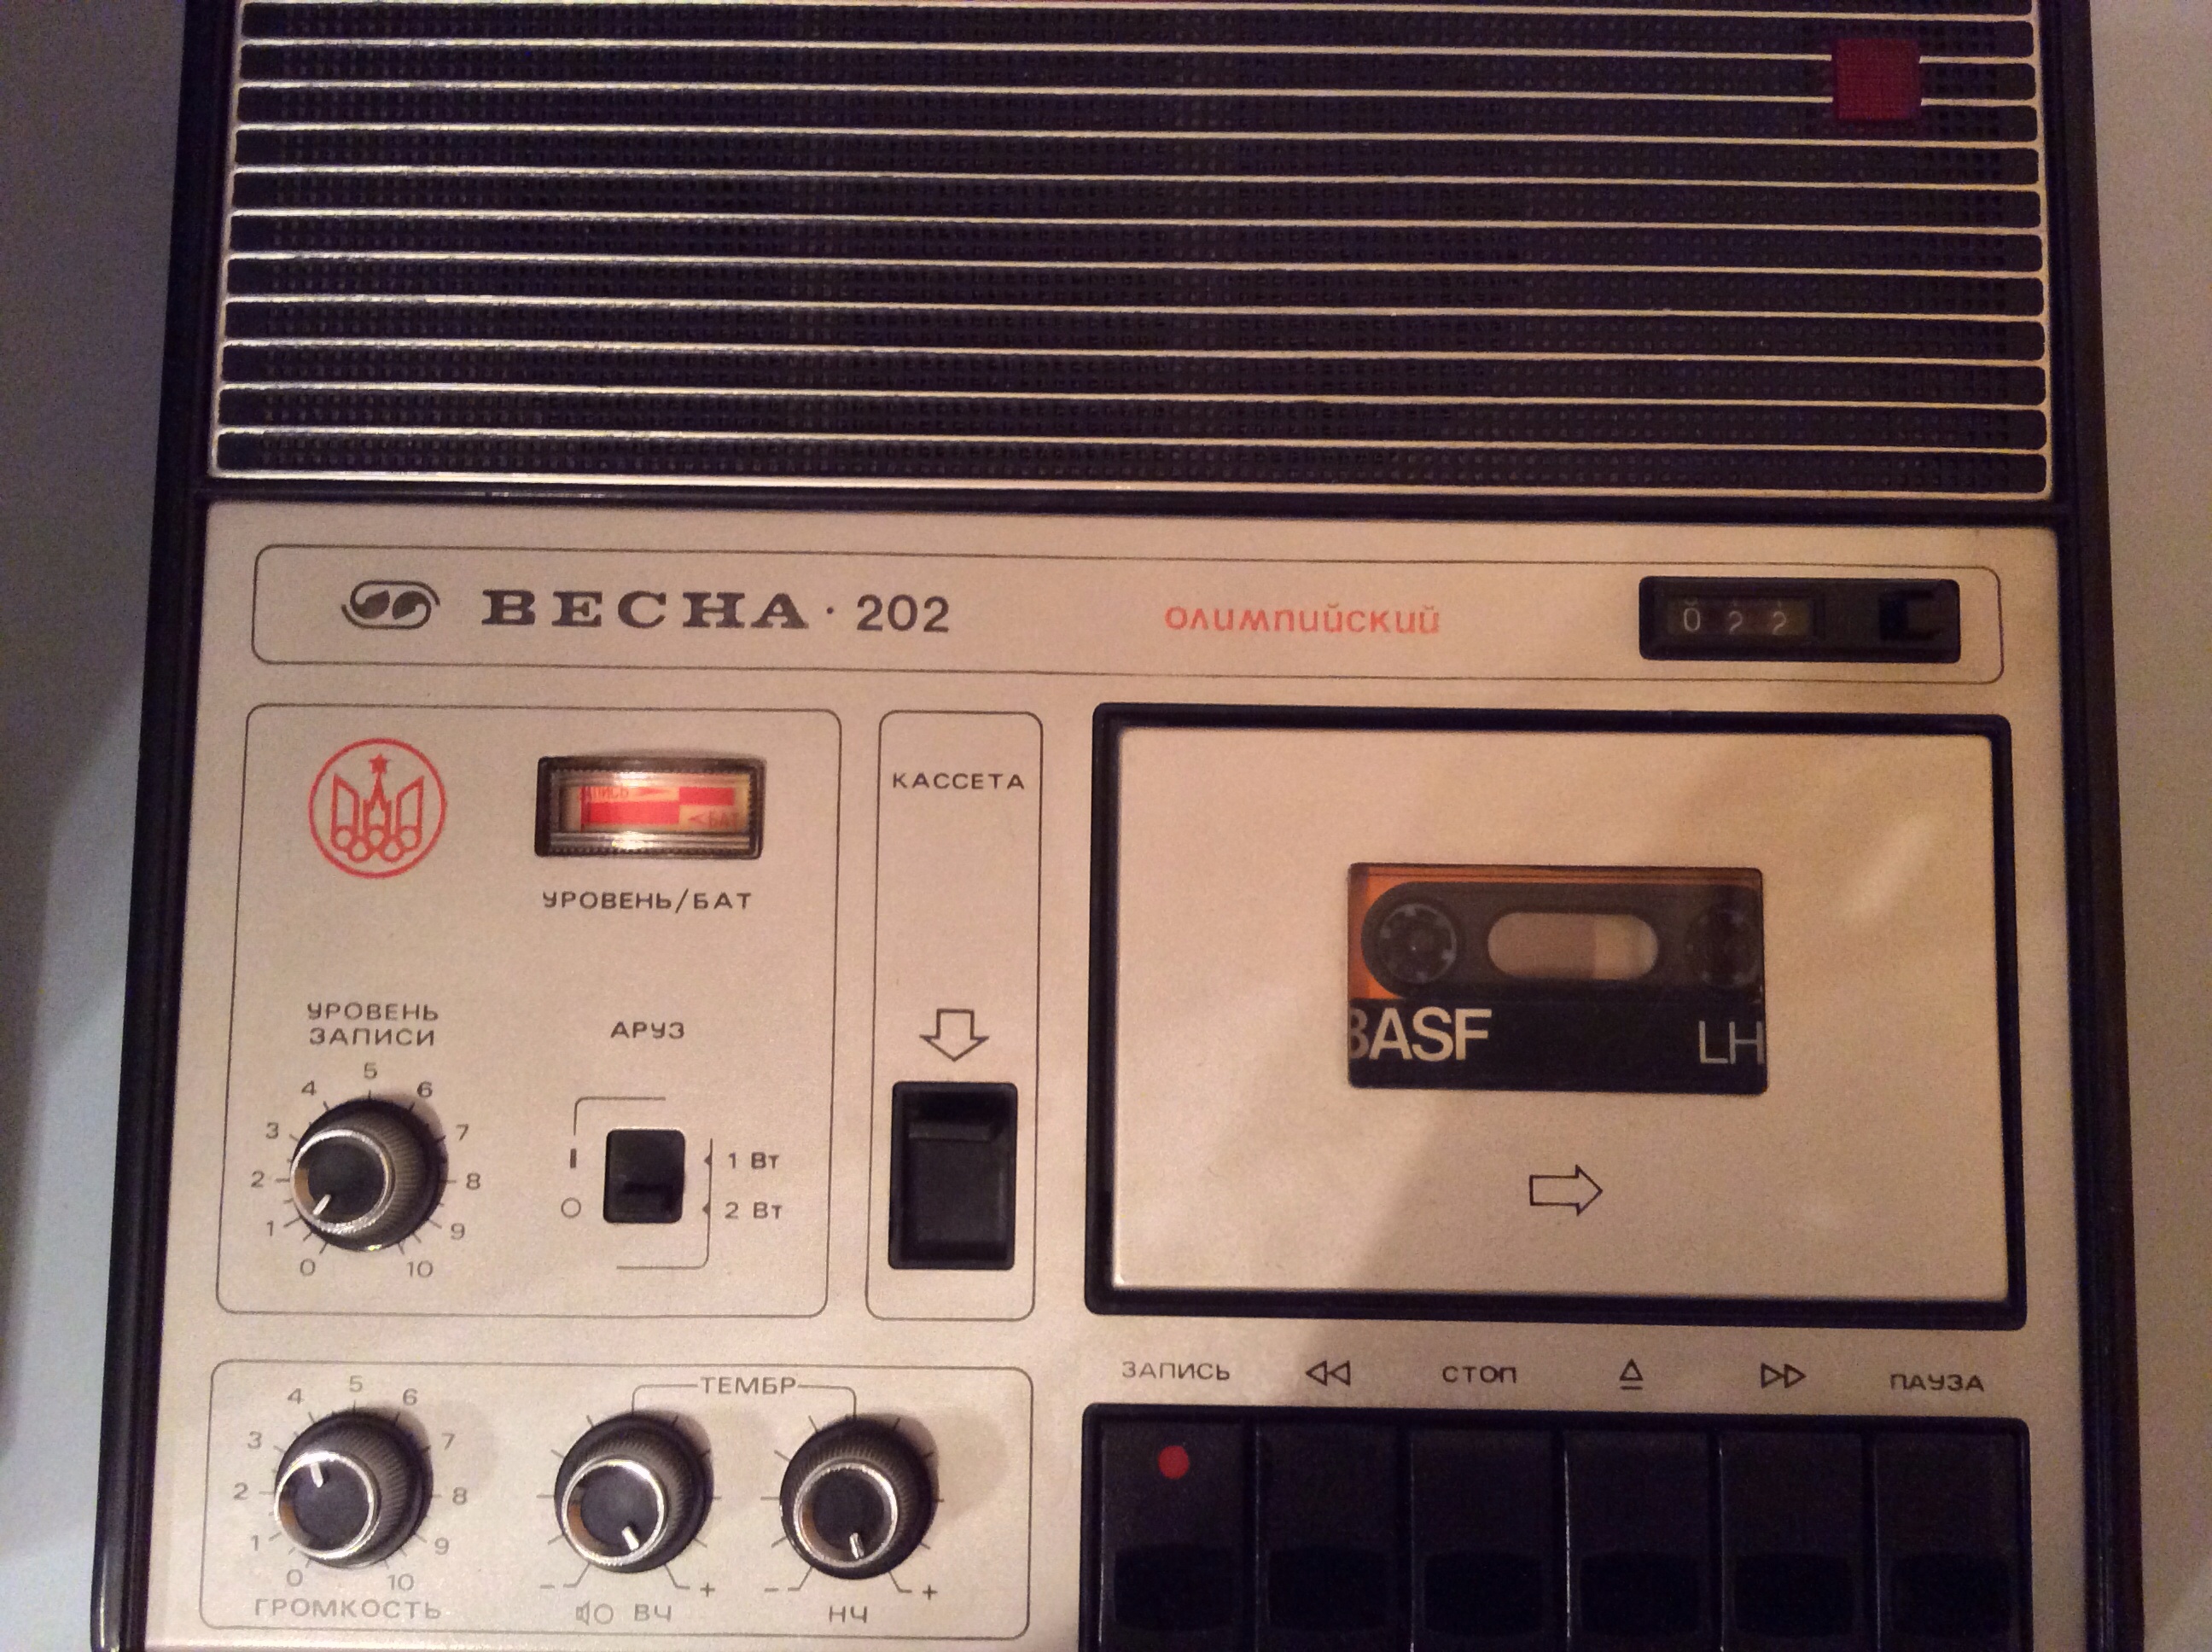 ВЕСНА · 202
олимпийский
022
ЗАПИСЬ
<БАТ
УРОВЕНЬ/БАТ
КАССЕТА
BASF
LH
УРОВЕНЬ
ЗАПИСИ
0 1 2 3 4 5 6 7 8 9 10
АРУЗ
I
1 Вт
O
2 Вт
ЗАПИСЬ
СТОП
ПАУЗА
0 1 2 3 4 5 6 7 8 9 10
ГРОМКОСТЬ
ТЕМБР
- +
ВЧ
- +
НЧ